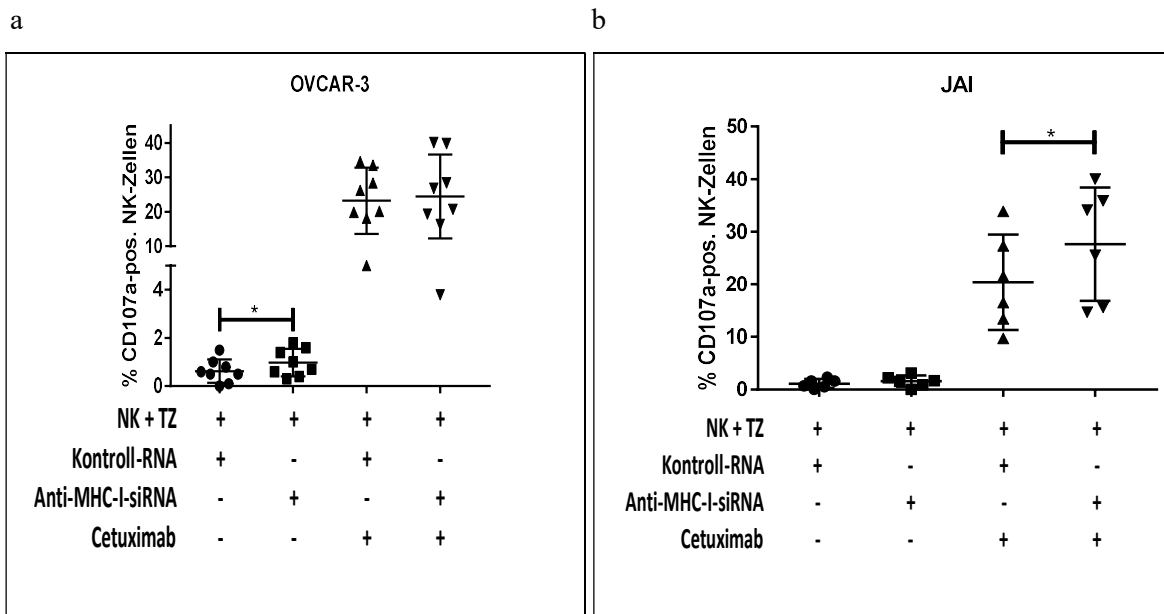 a
OVCAR-3
% CD107a-pos. NK-Zellen
40
30
20
10
4
2
0
*
NK + TZ + + + +
Kontroll-RNA + - + -
Anti-MHC-I-siRNA - + - +
Cetuximab - - + +
b
JAI
% CD107a-pos. NK-Zellen
50
40
30
20
10
0
*
NK + TZ + + + +
Kontroll-RNA + - + -
Anti-MHC-I-siRNA - + - +
Cetuximab - - + +